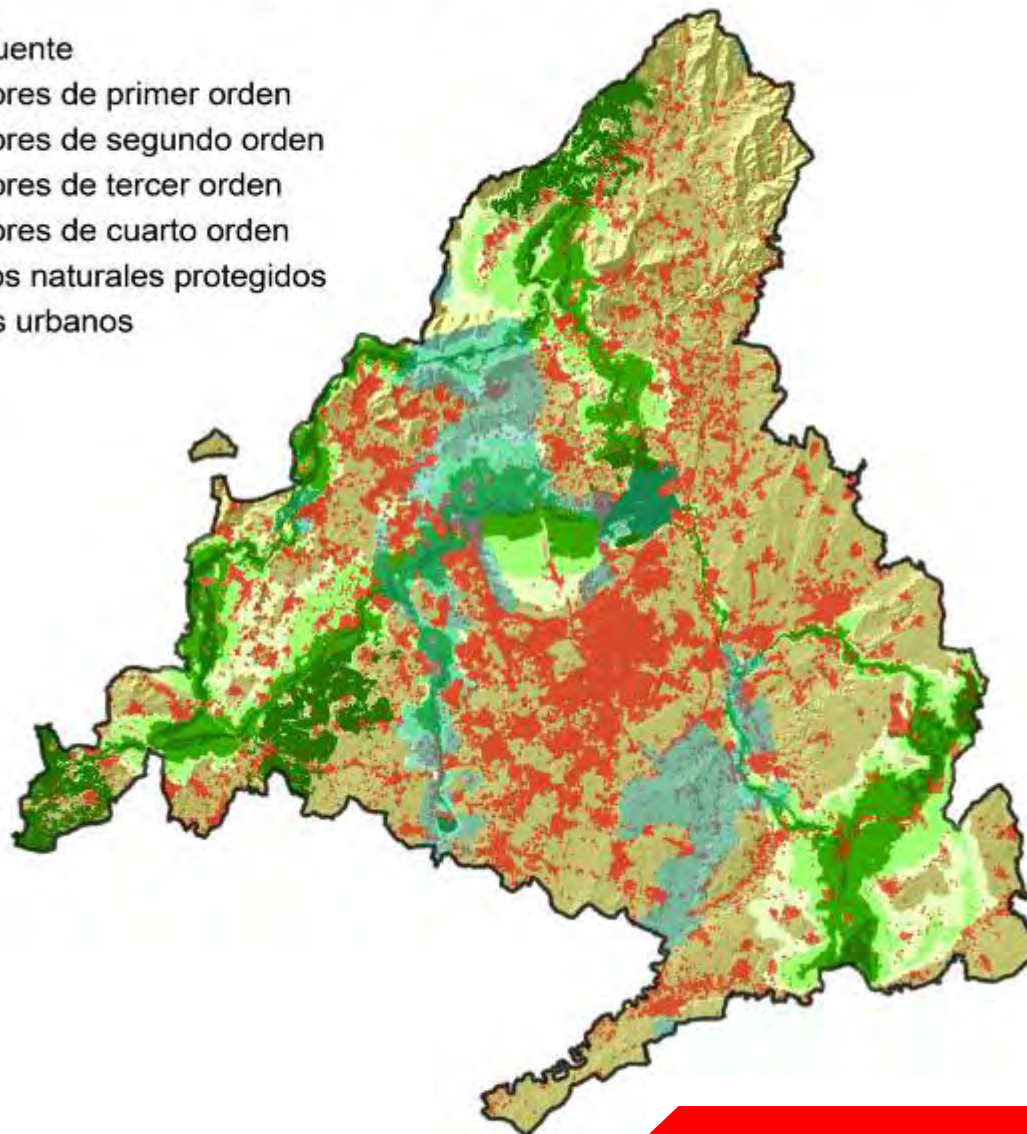 uente
ores de primer orden
ores de segundo orden
ores de tercer orden
ores de cuarto orden
os naturales protegidos
s urbanos